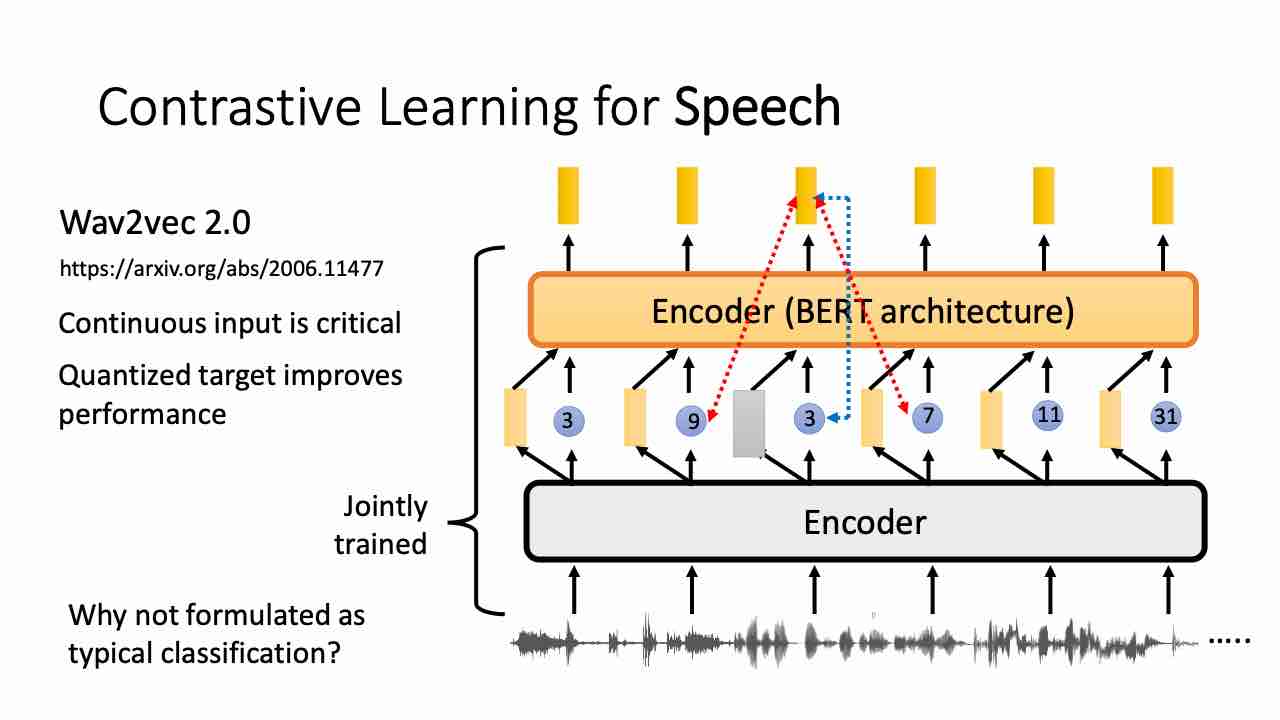 Contrastive Learning for Speech
Wav2vec 2.0
https://arxiv.org/abs/2006.11477
Continuous input is critical
Quantized target improves
performance
Jointly
trained
Why not formulated as
typical classification?
Encoder (BERT architecture)
3 9 3 7 11 31
Encoder
.....